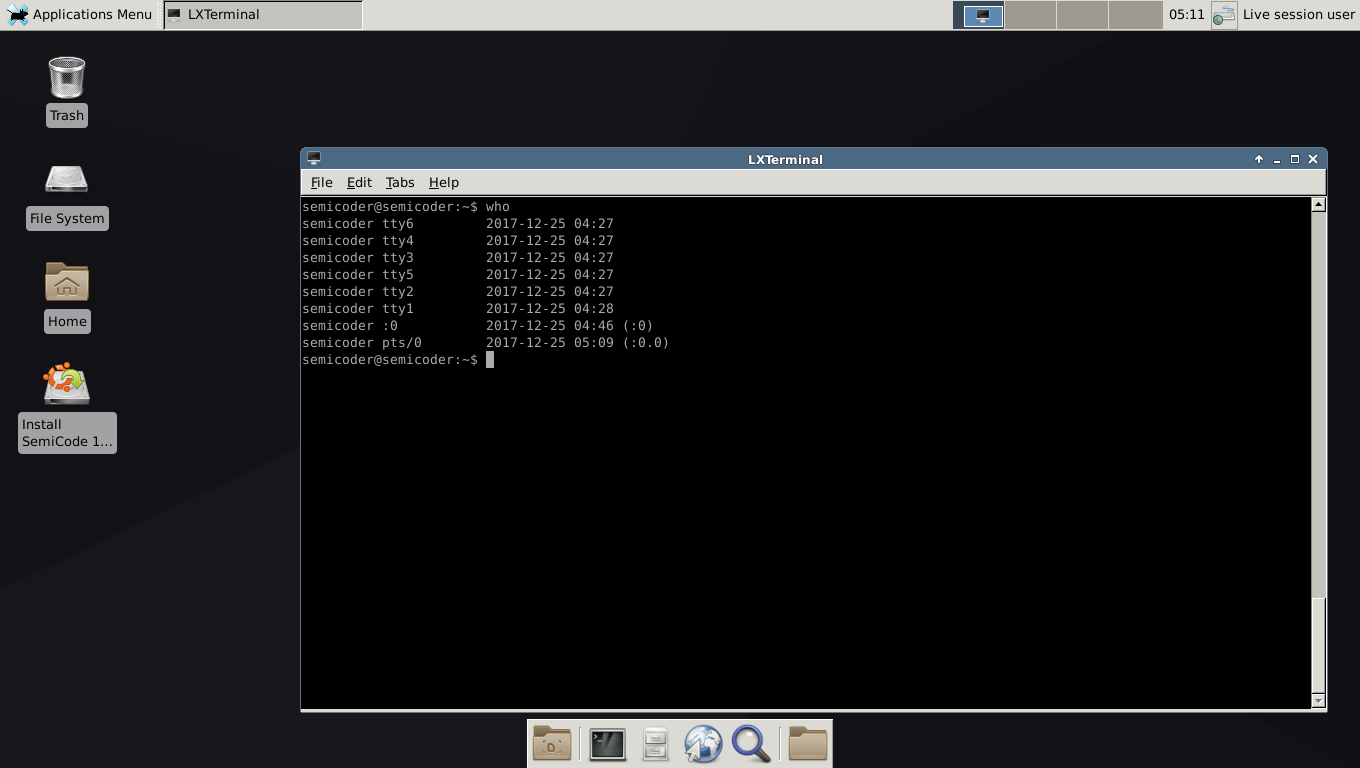 Applications Menu
LXTerminal
05:11
Live session user
Trash
File System
Home
Install
SemiCode 1...
LXTerminal
File Edit Tabs Help
semicoder@semicoder:~$ who
semicoder tty6         2017-12-25 04:27
semicoder tty4         2017-12-25 04:27
semicoder tty3         2017-12-25 04:27
semicoder tty5         2017-12-25 04:27
semicoder tty2         2017-12-25 04:27
semicoder tty1         2017-12-25 04:28
semicoder :0           2017-12-25 04:46 (:0)
semicoder pts/0        2017-12-25 05:09 (:0.0)
semicoder@semicoder:~$
D